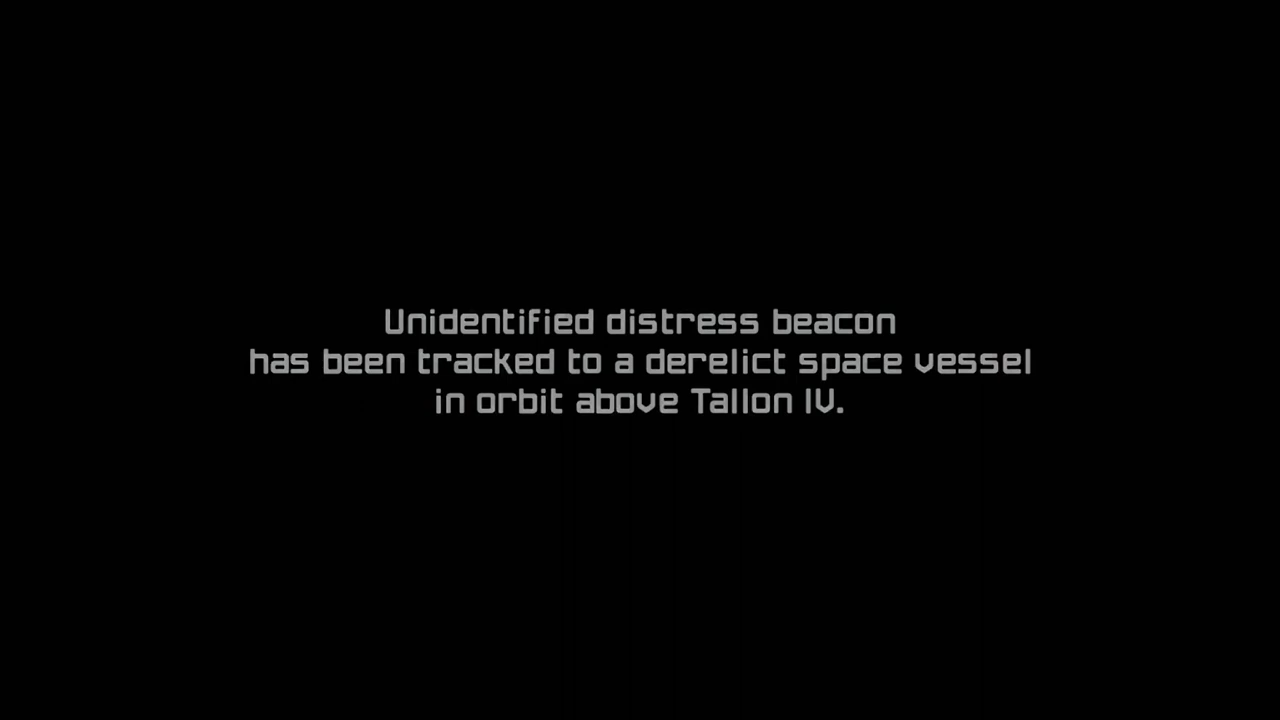 Unidentified distress beacon
has been tracked to a derelict space vessel
in orbit above Tallon IV.